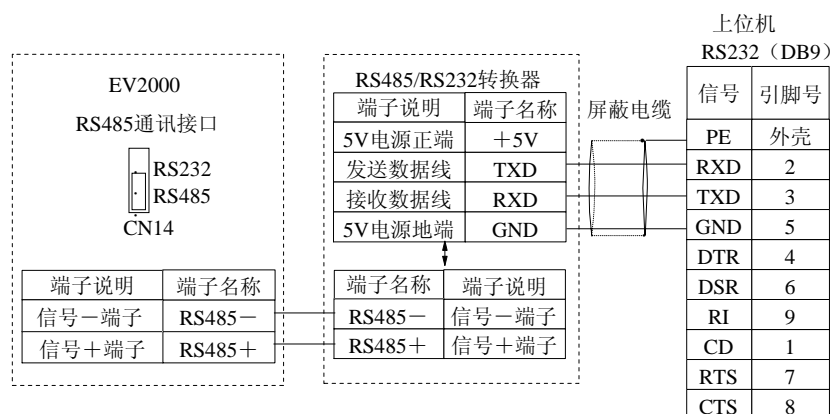 上位机
RS232（DB9）
信号 引脚号
PE 外壳
RXD 2
TXD 3
GND 5
DTR 4
DSR 6
RI 9
CD 1
RTS 7
CTS 8
EV2000
RS485通讯接口
RS232
RS485
CN14
端子说明 端子名称
信号－端子 RS485－
信号＋端子 RS485＋
RS485/RS232转换器
端子说明 端子名称
5V电源正端 ＋5V
发送数据线 TXD
接收数据线 RXD
5V电源地端 GND
端子名称 端子说明
RS485－ 信号－端子
RS485＋ 信号＋端子
屏蔽电缆